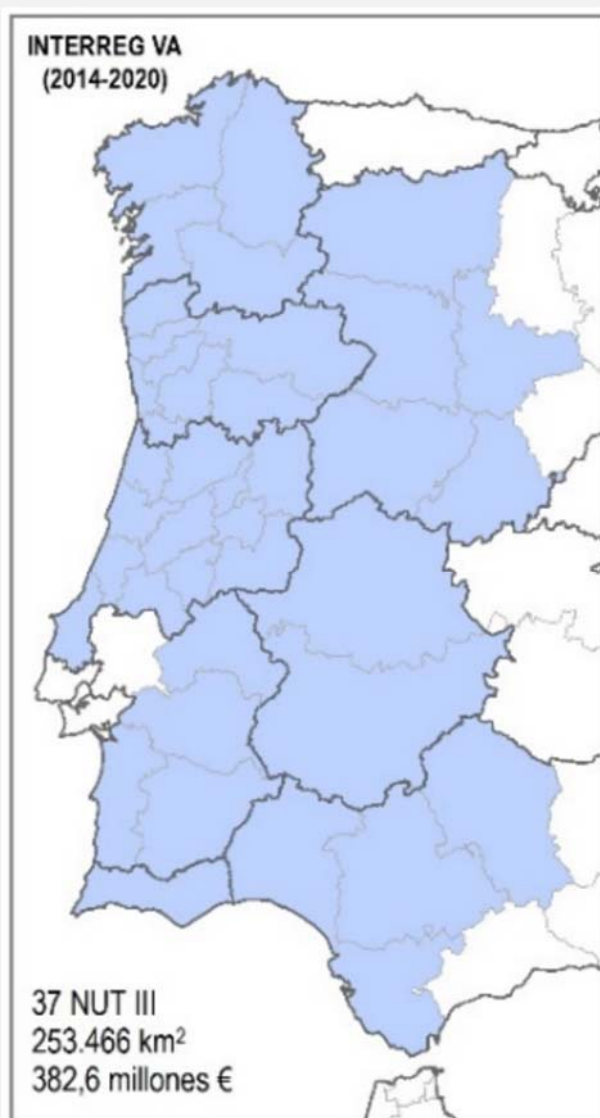 INTERREG VA
(2014-2020)
37 NUT III
253.466 km²
382,6 millones €